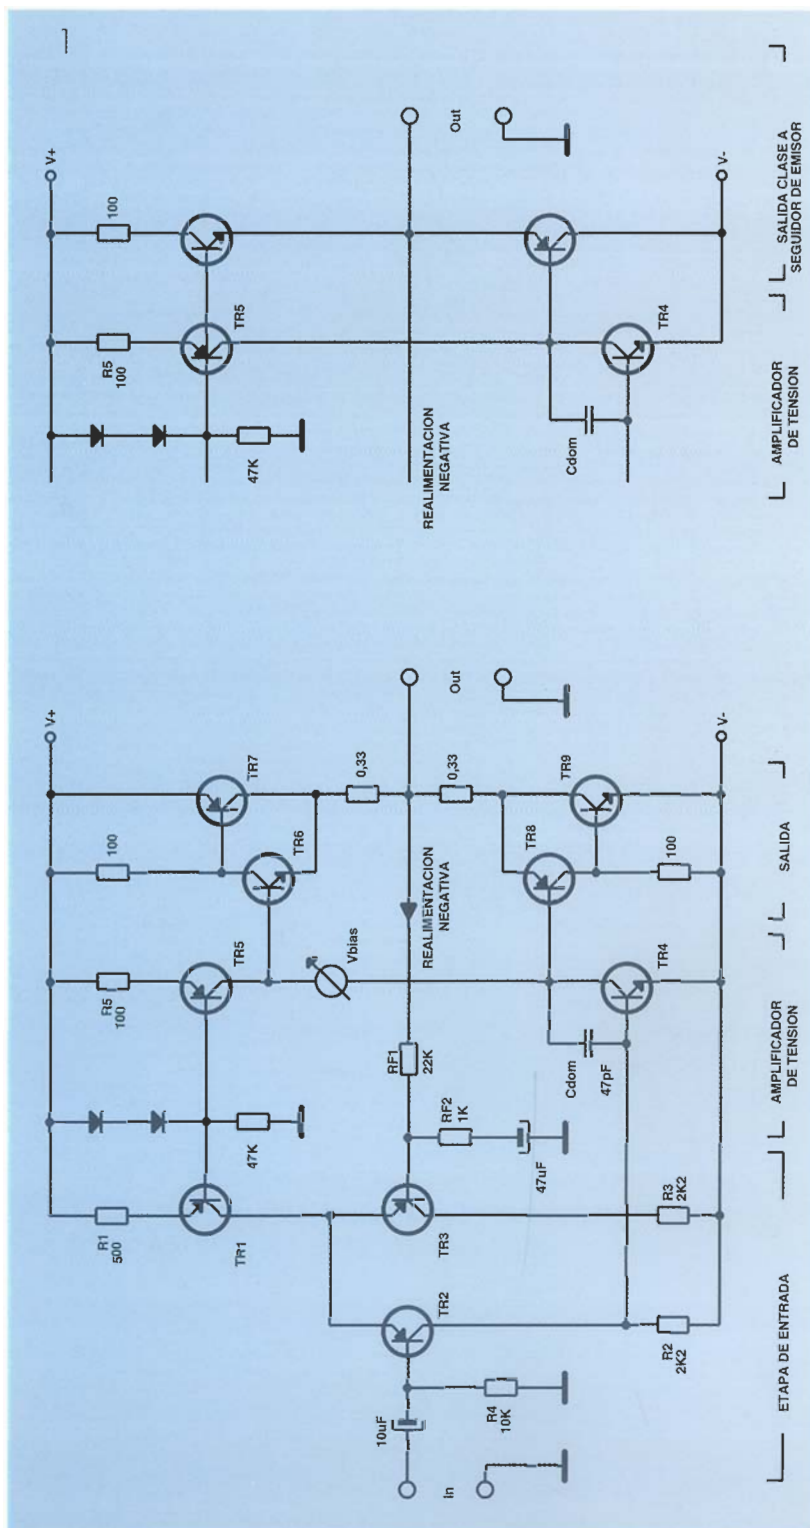 V+
R1
500
R5
100
100
TR1
TR5
TR7
47K
TR6
Vbias
0,33
In
10uF
R4
10K
TR2
TR3
RF1
22K
RF2
1K
47uF
REALIMENTACION
NEGATIVA
Out
0,33
Cdom
47pF
TR8
TR9
TR4
100
R2
2K2
R3
2K2
V-
ETAPA DE ENTRADA
AMPLIFICADOR
DE TENSION
SALIDA
V+
R5
100
100
TR5
47K
REALIMENTACION
NEGATIVA
Out
Cdom
TR4
V-
AMPLIFICADOR
DE TENSION
SALIDA CLASE A
SEGUIDOR DE EMISOR